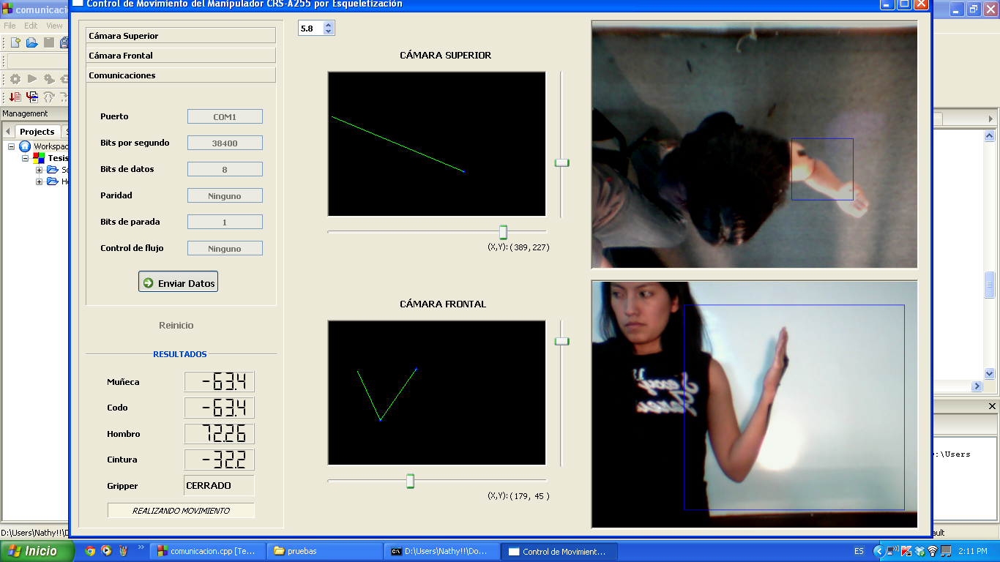 comunicacio
Control de Movimiento del Manipulador CRS-A255 por Esqueletización
File Edit View
Management
Projects
Workspac
Tesis
Cámara Superior
Cámara Frontal
Comunicaciones
Puerto COM1
Bits por segundo 38400
Bits de datos 8
Paridad Ninguno
Bits de parada 1
Control de flujo Ninguno
Enviar Datos
Reinicio
RESULTADOS
Muñeca -63.4
Codo -63.4
Hombro 72.26
Cintura -32.2
Gripper CERRADO
REALIZANDO MOVIMIENTO
5.8
CÁMARA SUPERIOR
(X,Y): (389,227)
CÁMARA FRONTAL
(X,Y): (179, 45 )
:\Users
D:\Users\Nathy!!\D
ault
Inicio
comunicacion.cpp [Te...
pruebas
D:\Users\Nathy!!\Do...
Control de Movimient...
ES
2:11 PM